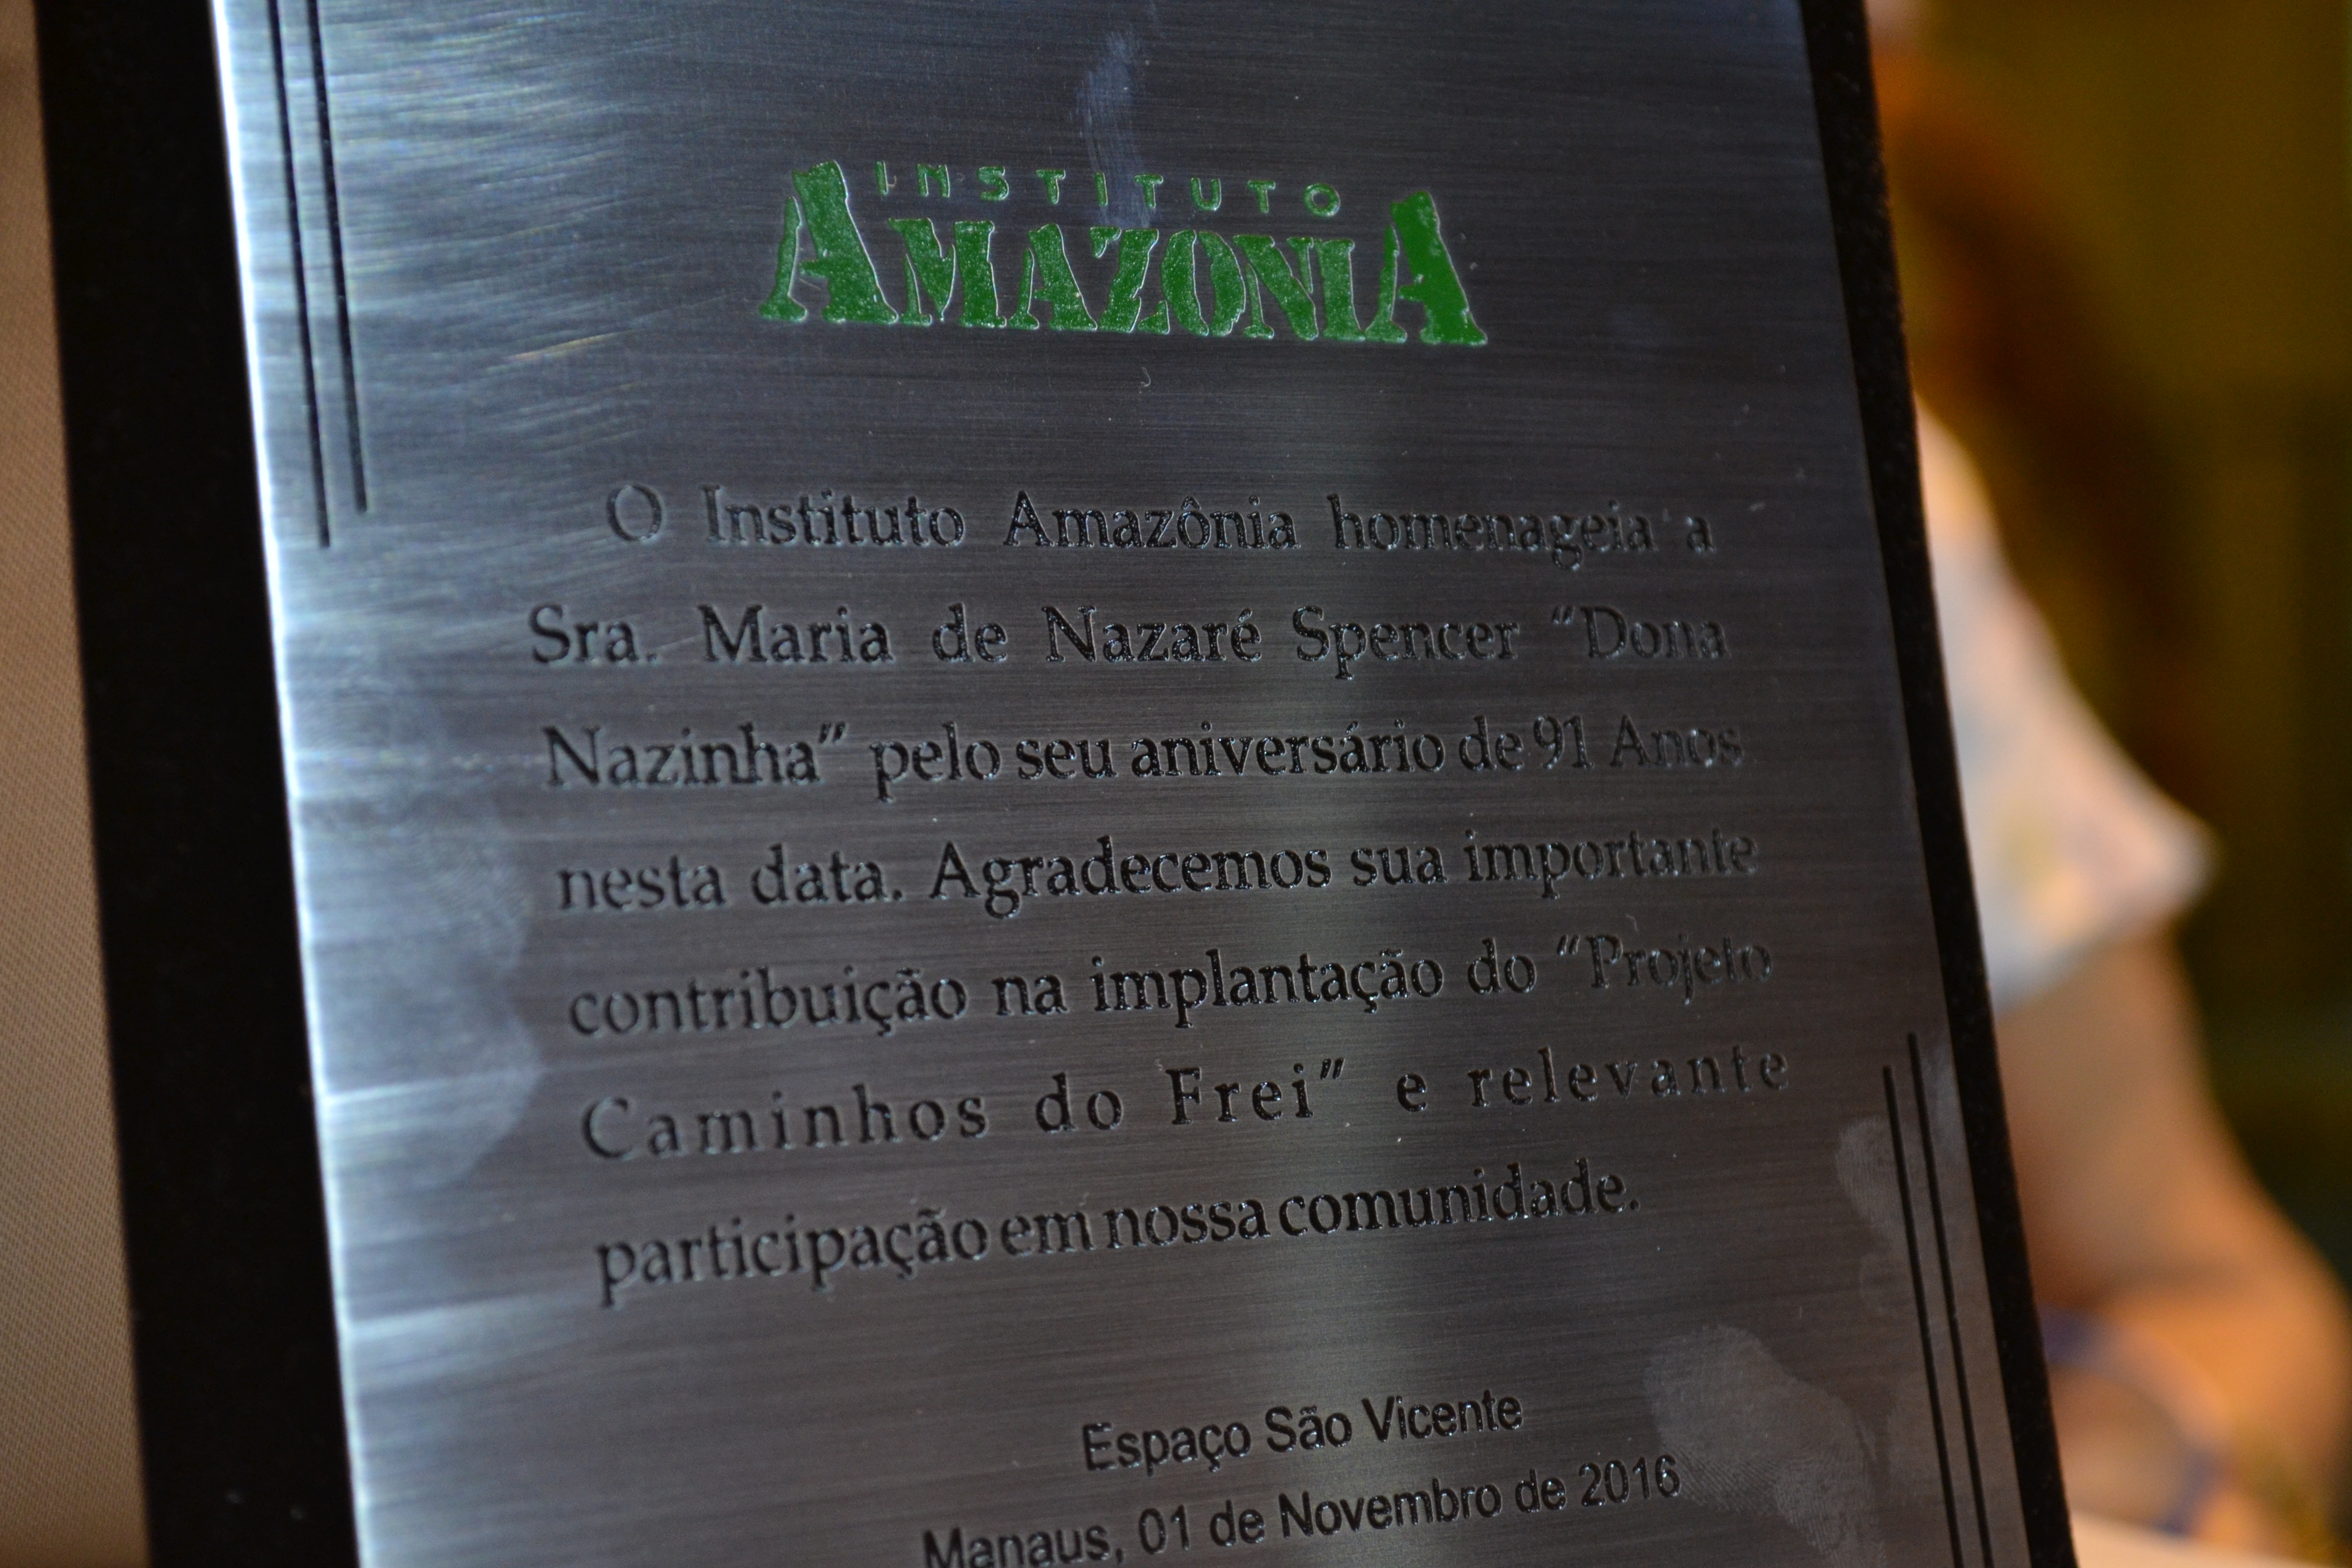 INSTITUTO
AMAZONIA
O Instituto Amazônia homenageia a
Sra. Maria de Nazaré Spencer "Dona
Nazinha" pelo seu aniversário de 91 Anos
nesta data. Agradecemos sua importante
contribuição na implantação do "Projeto
Caminhos do Frei" e relevante
participação em nossa comunidade.
Espaço São Vicente
Manaus, 01 de Novembro de 2016